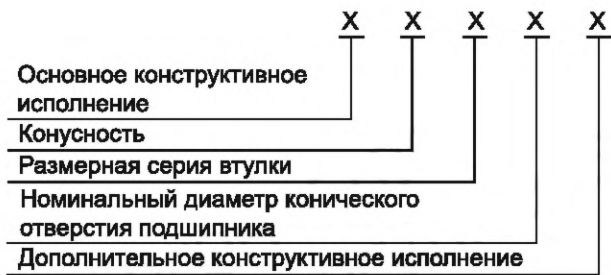 X X X X X
Основное конструктивное
исполнение
Конусность
Размерная серия втулки
Номинальный диаметр конического
отверстия подшипника
Дополнительное конструктивное исполнение